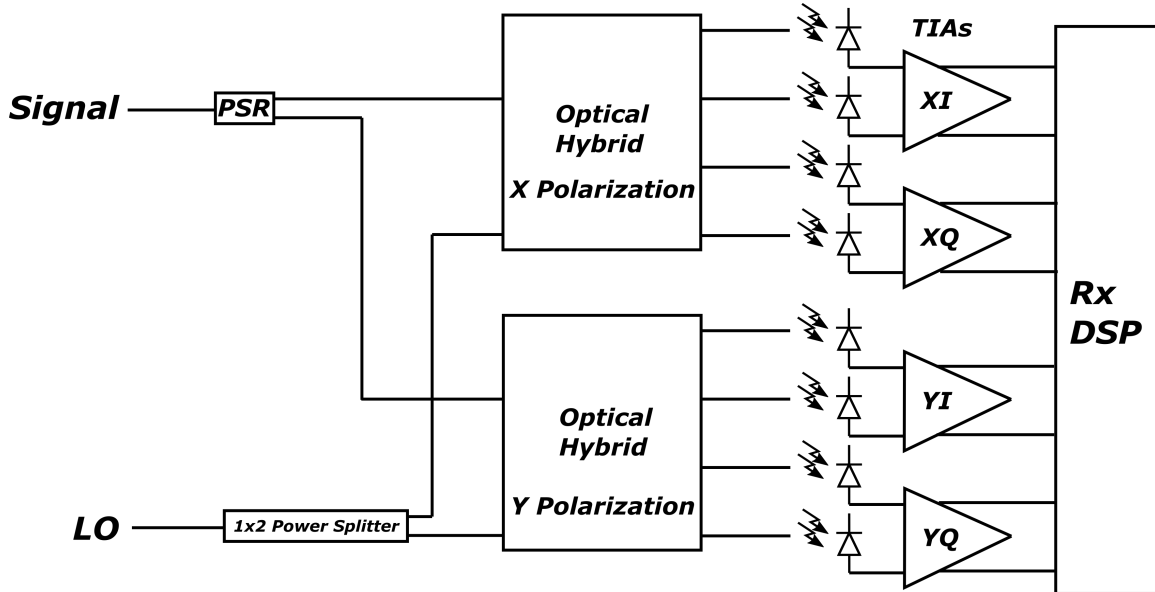 TIAs
Signal
PSR
Optical
Hybrid
X Polarization
XI
XQ
Rx
DSP
Optical
Hybrid
Y Polarization
YI
YQ
LO
1x2 Power Splitter